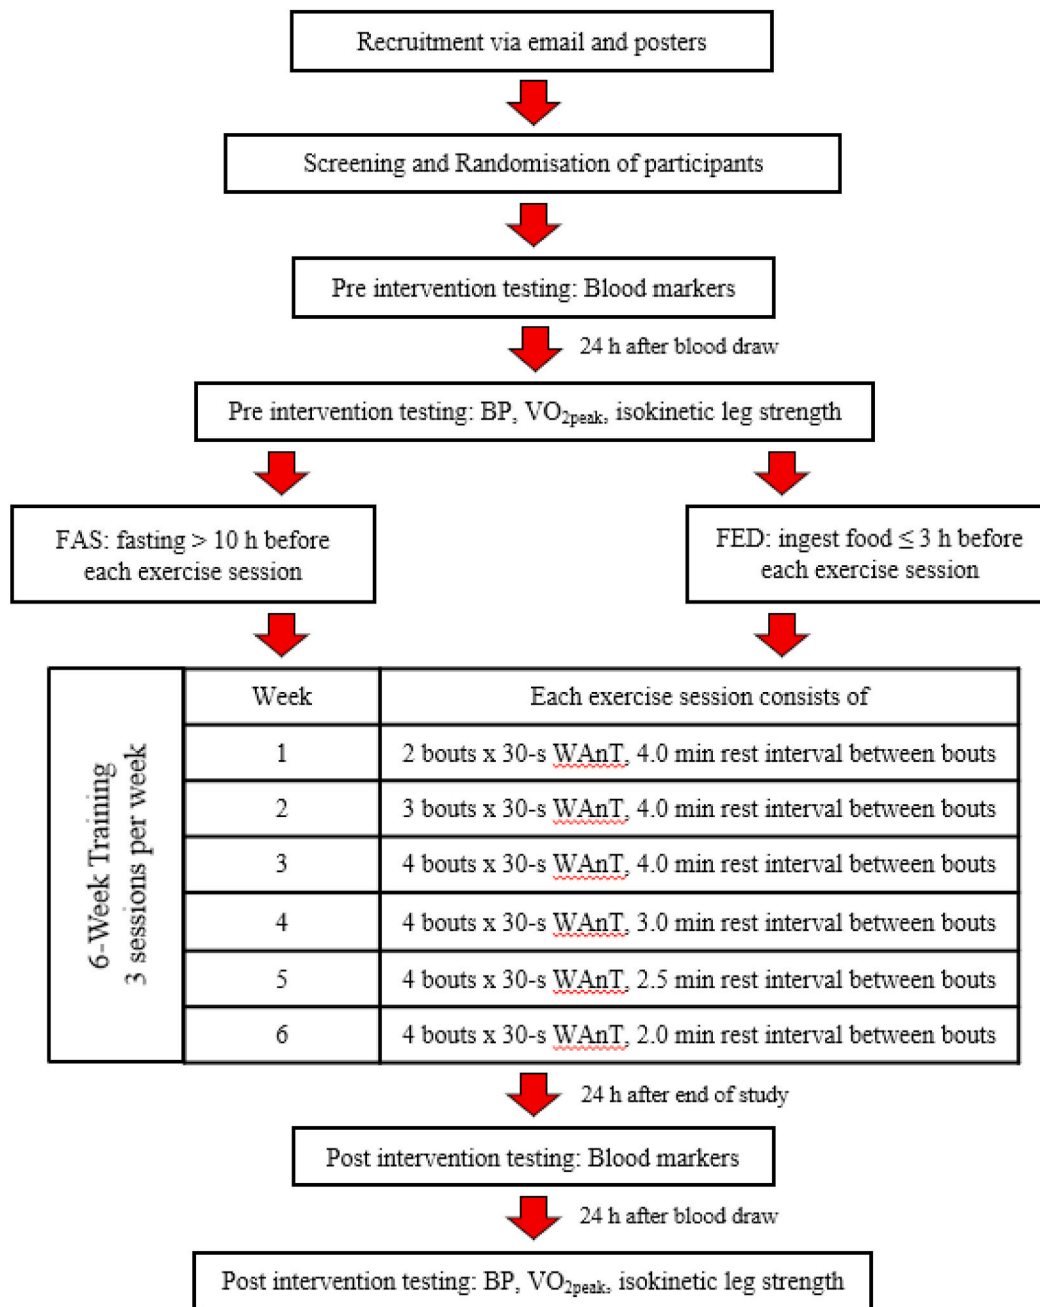 Recruitment via email and posters
Screening and Randomisation of participants
Pre intervention testing: Blood markers
24 h after blood draw
Pre intervention testing: BP, VO2peak, isokinetic leg strength
FAS: fasting > 10 h before
each exercise session
FED: ingest food ≤ 3 h before
each exercise session
6-Week Training
3 sessions per week
Week
Each exercise session consists of
1
2 bouts x 30-s WAnT, 4.0 min rest interval between bouts
2
3 bouts x 30-s WAnT, 4.0 min rest interval between bouts
3
4 bouts x 30-s WAnT, 4.0 min rest interval between bouts
4
4 bouts x 30-s WAnT, 3.0 min rest interval between bouts
5
4 bouts x 30-s WAnT, 2.5 min rest interval between bouts
6
4 bouts x 30-s WAnT, 2.0 min rest interval between bouts
24 h after end of study
Post intervention testing: Blood markers
24 h after blood draw
Post intervention testing: BP, VO2peak, isokinetic leg strength